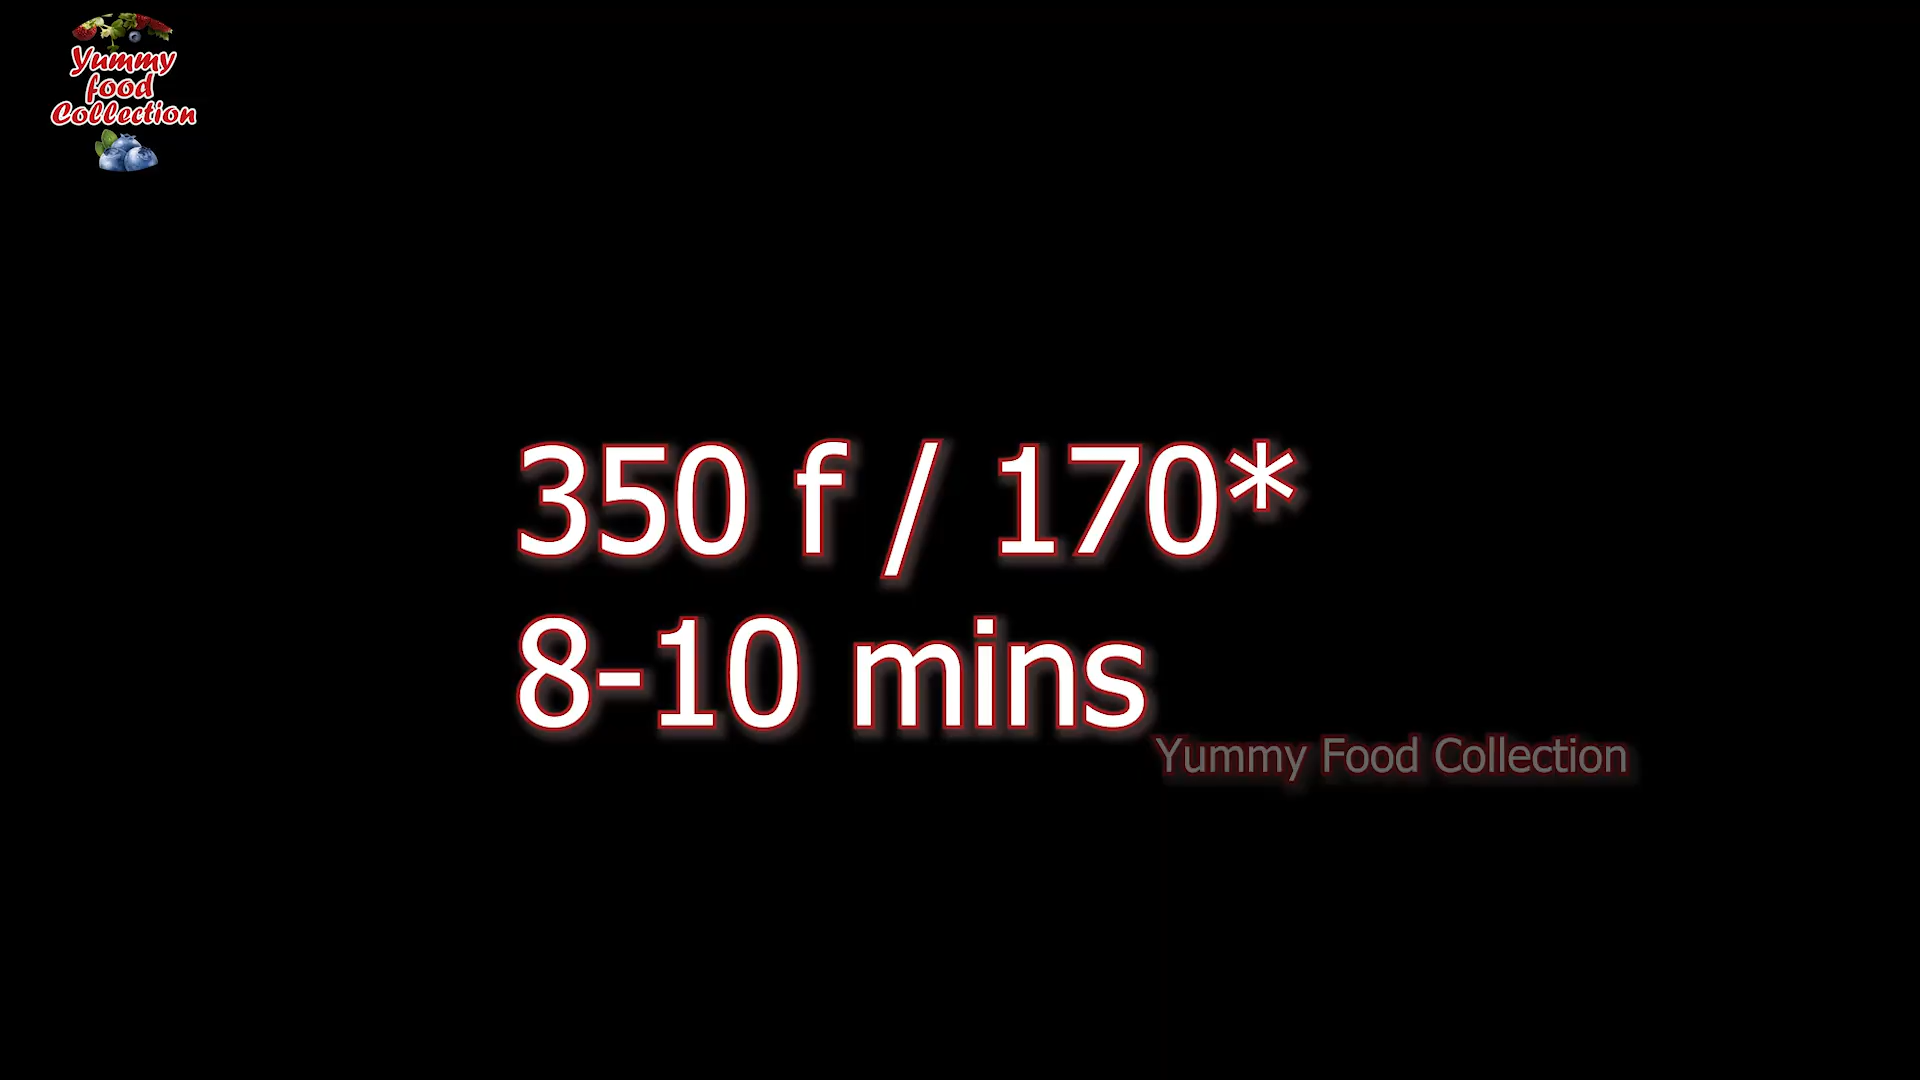 Yummy
food
Collection
350 f / 170*
8-10 mins
Yummy Food Collection